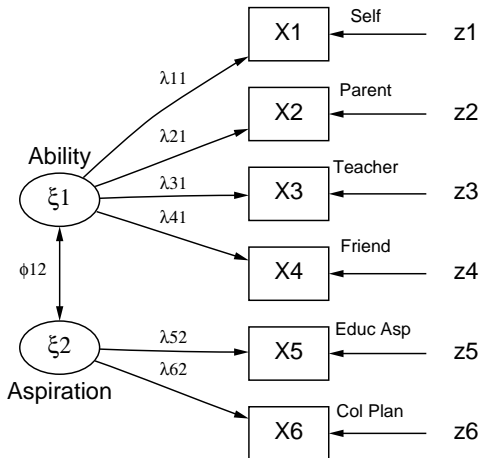 Self
X1
z1
λ11
Parent
X2
z2
λ21
Ability
Teacher
ξ1
λ31
X3
z3
λ41
Friend
X4
z4
ϕ12
Educ Asp
ξ2
λ52
X5
z5
λ62
Aspiration
Col Plan
X6
z6